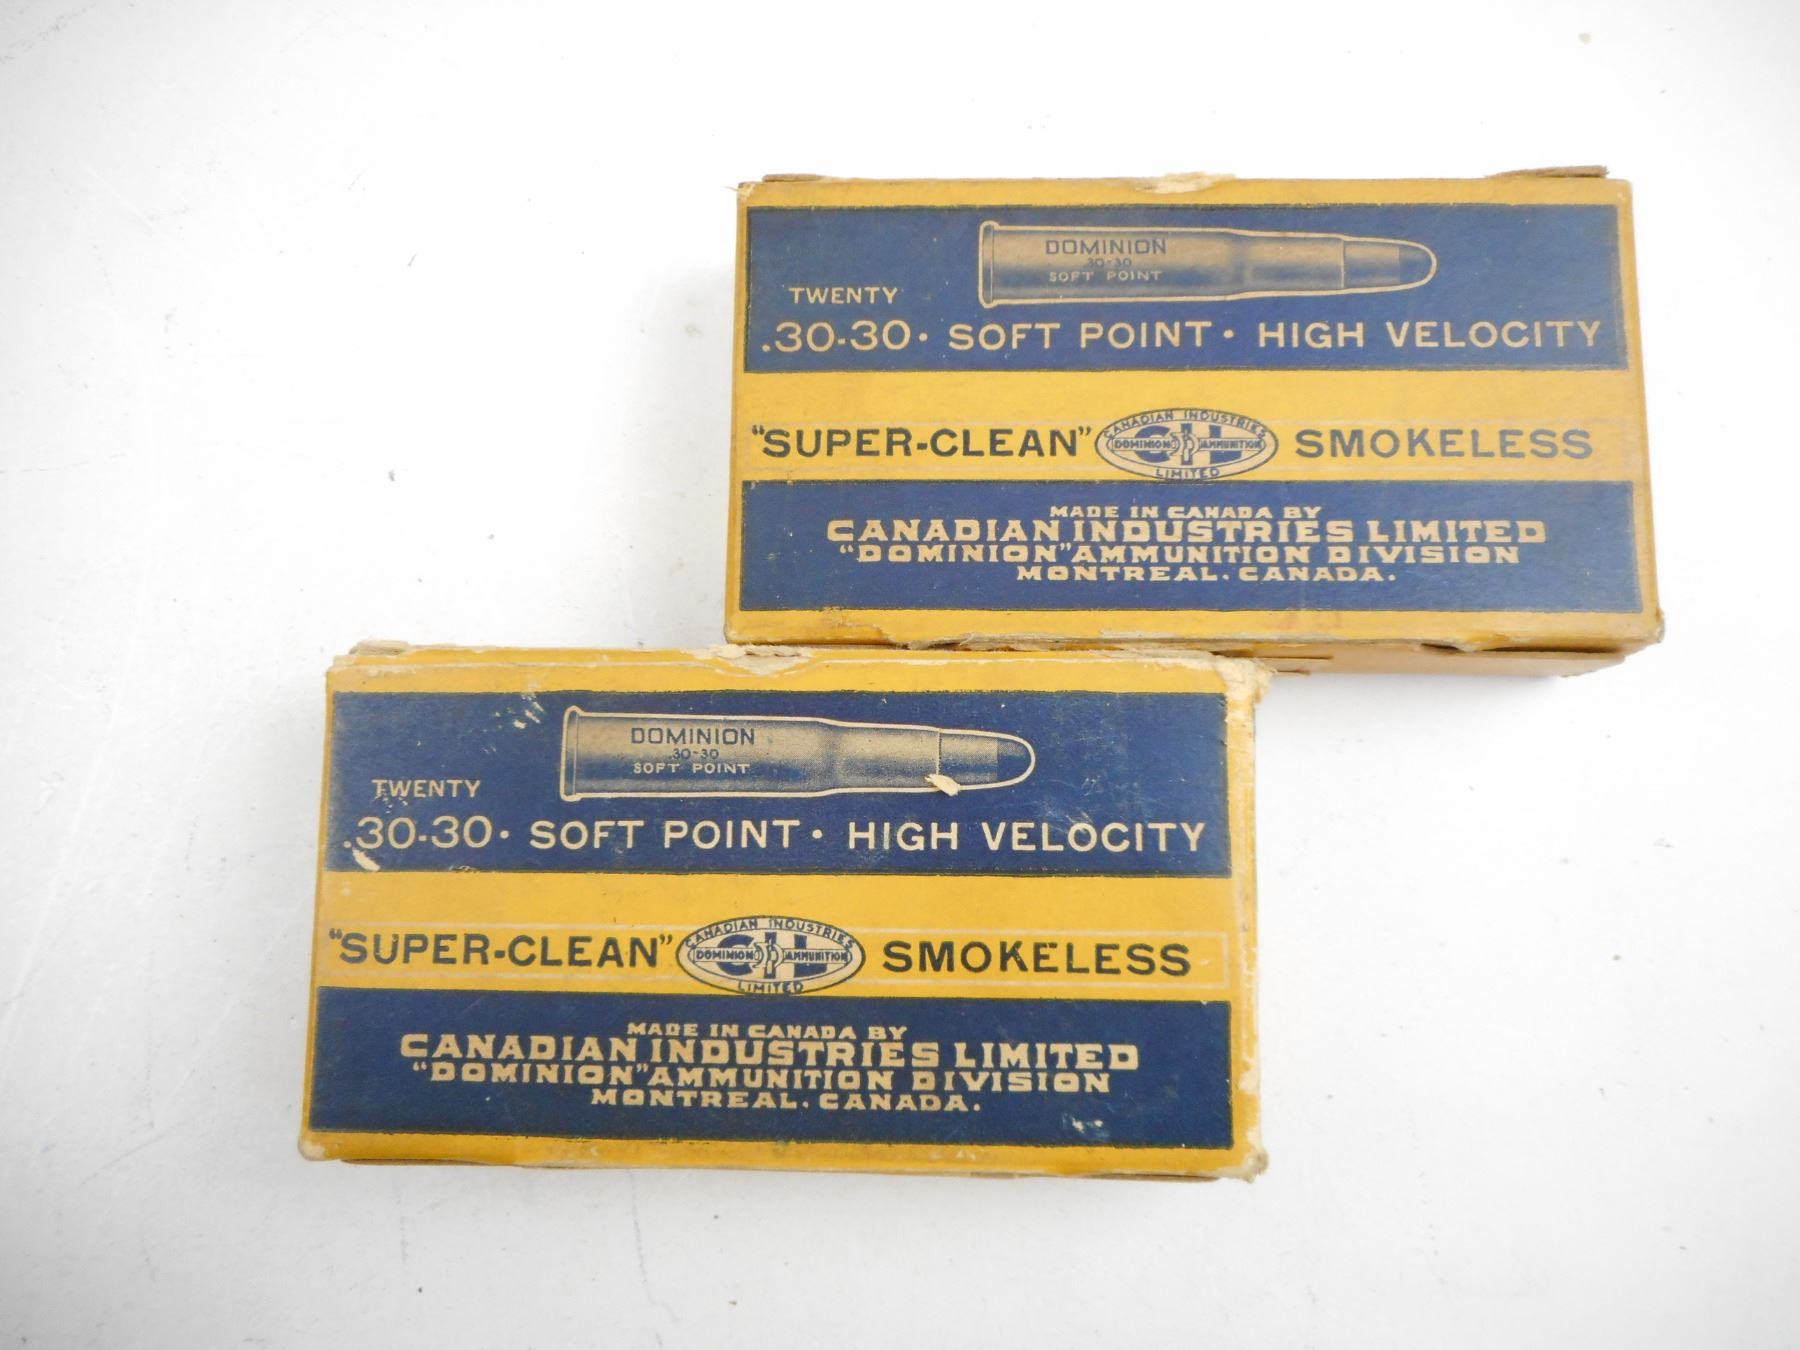 DOMINION
30-30
SOFT POINT
TWENTY
.30-30 • SOFT POINT • HIGH VELOCITY
"SUPER-CLEAN" CANADIAN INDUSTRIES LIMITED CIL DOMINION AMMUNITION SMOKELESS
MADE IN CANADA BY
CANADIAN INDUSTRIES LIMITED
"DOMINION" AMMUNITION DIVISION
MONTREAL. CANADA.
DOMINION
30-30
SOFT POINT
TWENTY
.30-30 • SOFT POINT • HIGH VELOCITY
"SUPER-CLEAN" CANADIAN INDUSTRIES LIMITED CIL DOMINION AMMUNITION SMOKELESS
MADE IN CANADA BY
CANADIAN INDUSTRIES LIMITED
"DOMINION" AMMUNITION DIVISION
MONTREAL. CANADA.